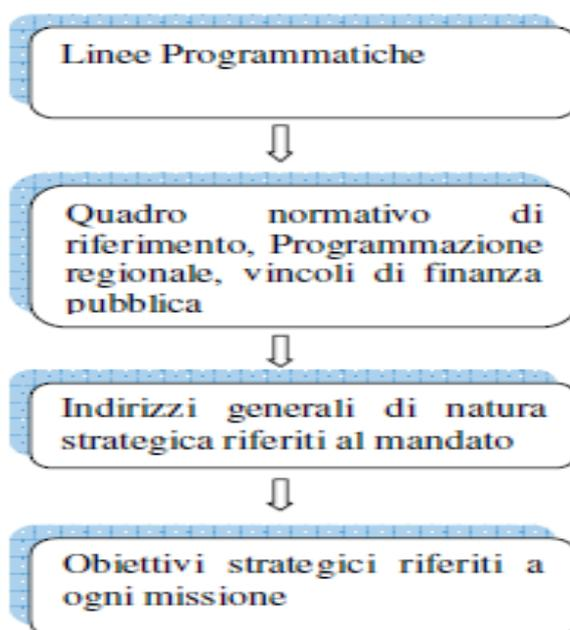 Linee Programmatiche
Quadro normativo di
riferimento, Programmazione
regionale, vincoli di finanza
pubblica
Indirizzi generali di natura
strategica riferiti al mandato
Obiettivi strategici riferiti a
ogni missione